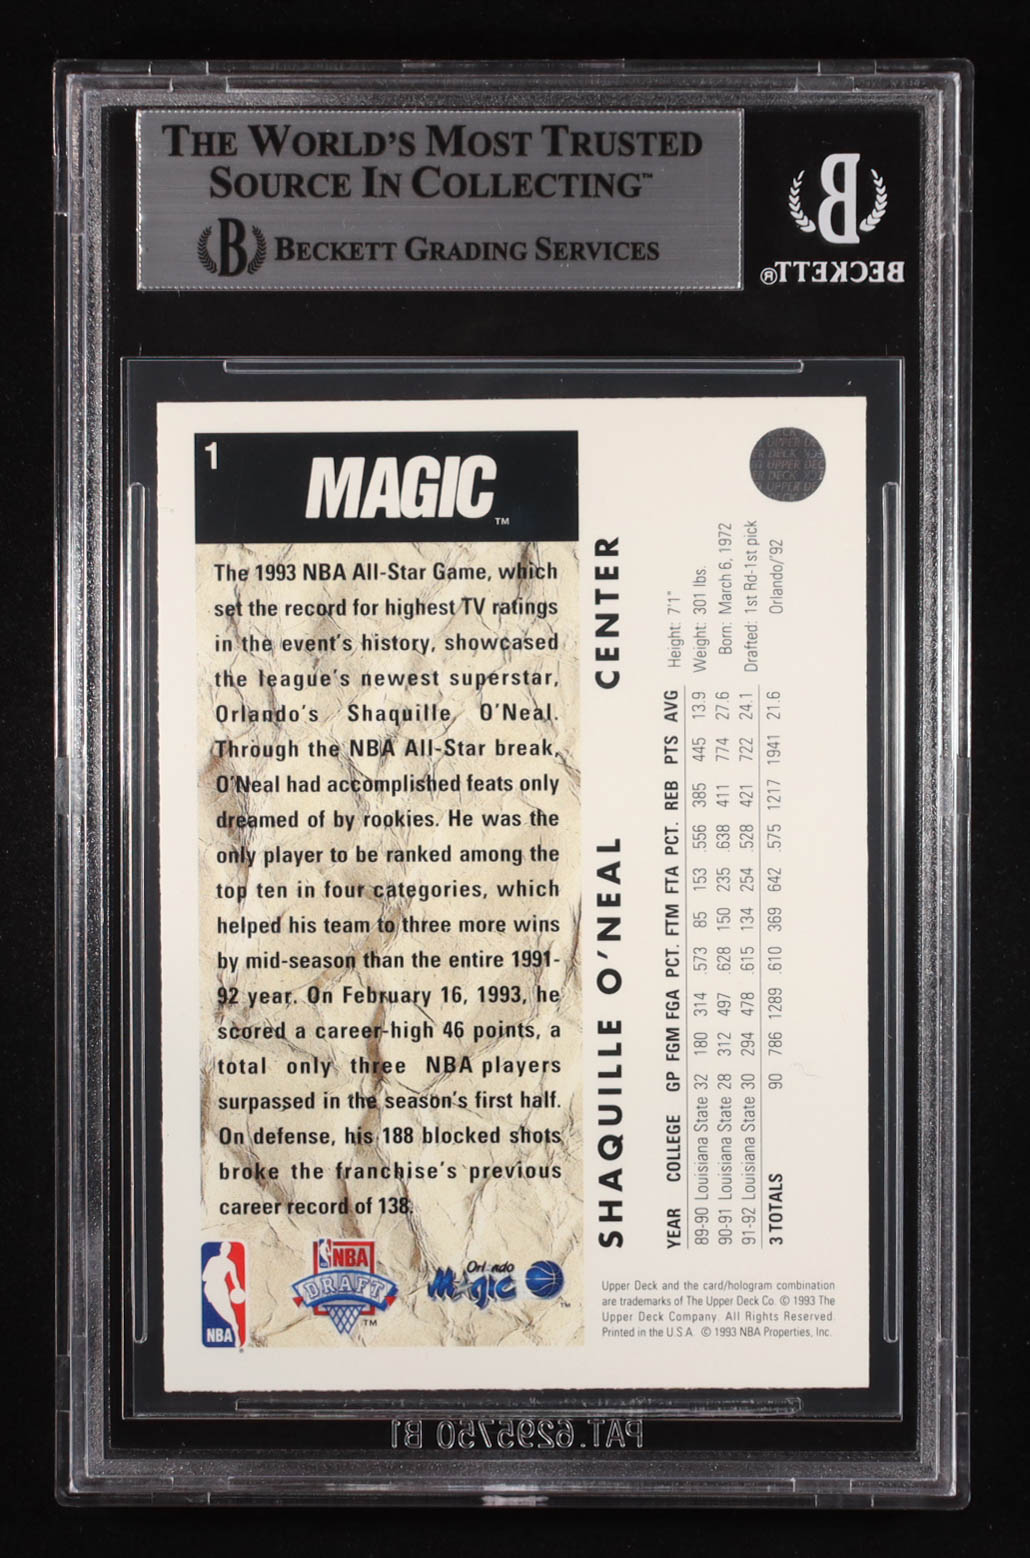 THE WORLD'S MOST TRUSTED
SOURCE IN COLLECTING™
B BECKETT GRADING SERVICES
B
BECKETT®
1
MAGIC™
The 1993 NBA All-Star Game, which
set the record for highest TV ratings
in the event's history, showcased
the league's newest superstar,
Orlando's Shaquille O'Neal.
Through the NBA All-Star break,
O'Neal had accomplished feats only
dreamed of by rookies. He was the
only player to be ranked among the
top ten in four categories, which
helped his team to three more wins
by mid-season than the entire 1991-
92 year. On February 16, 1993, he
scored a career-high 46 points, a
total only three NBA players
surpassed in the season's first half.
On defense, his 188 blocked shots
broke the franchise's previous
career record of 138.
NBA
NBA
DRAFT™
Orlando
Magic™
SHAQUILLE O'NEAL CENTER
Height: 7'1"
Weight: 301 lbs.
Born: March 6, 1972
Drafted: 1st Rd-1st pick
Orlando/'92
YEAR COLLEGE GP FGM FGA PCT. FTM FTA PCT. REB PTS AVG
89-90 Louisiana State 32 180 314 .573 85 153 .556 385 445 13.9
90-91 Louisiana State 28 312 497 .628 150 235 .638 411 774 27.6
91-92 Louisiana State 30 294 478 .615 134 254 .528 421 722 24.1
3 TOTALS 90 786 1289 .610 369 642 .575 1217 1941 21.6
UPPER DECK
Upper Deck and the card/hologram combination
are trademarks of The Upper Deck Co. © 1993 The
Upper Deck Company. All Rights Reserved.
Printed in the U.S.A. © 1993 NBA Properties, Inc.
PAT. 6295750 B1